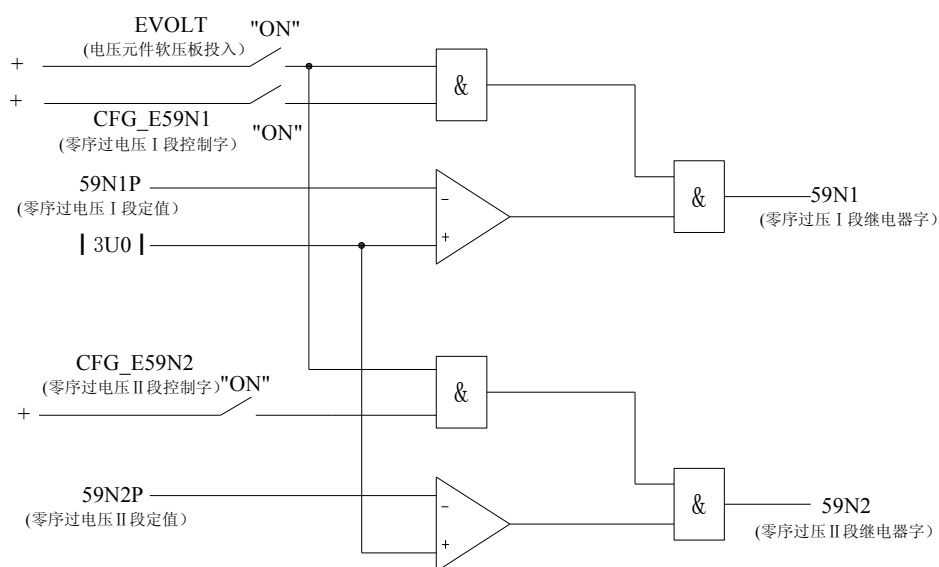 EVOLT "ON"
(电压元件软压板投入)
+
&
+
CFG_E59N1 "ON"
(零序过电压Ⅰ段控制字)
59N1P
(零序过电压Ⅰ段定值)
-
+
&
59N1
(零序过压Ⅰ段继电器字)
| 3U0 |
CFG_E59N2
(零序过电压Ⅱ段控制字) "ON"
+
&
59N2P
(零序过电压Ⅱ段定值)
-
+
&
59N2
(零序过压Ⅱ段继电器字)